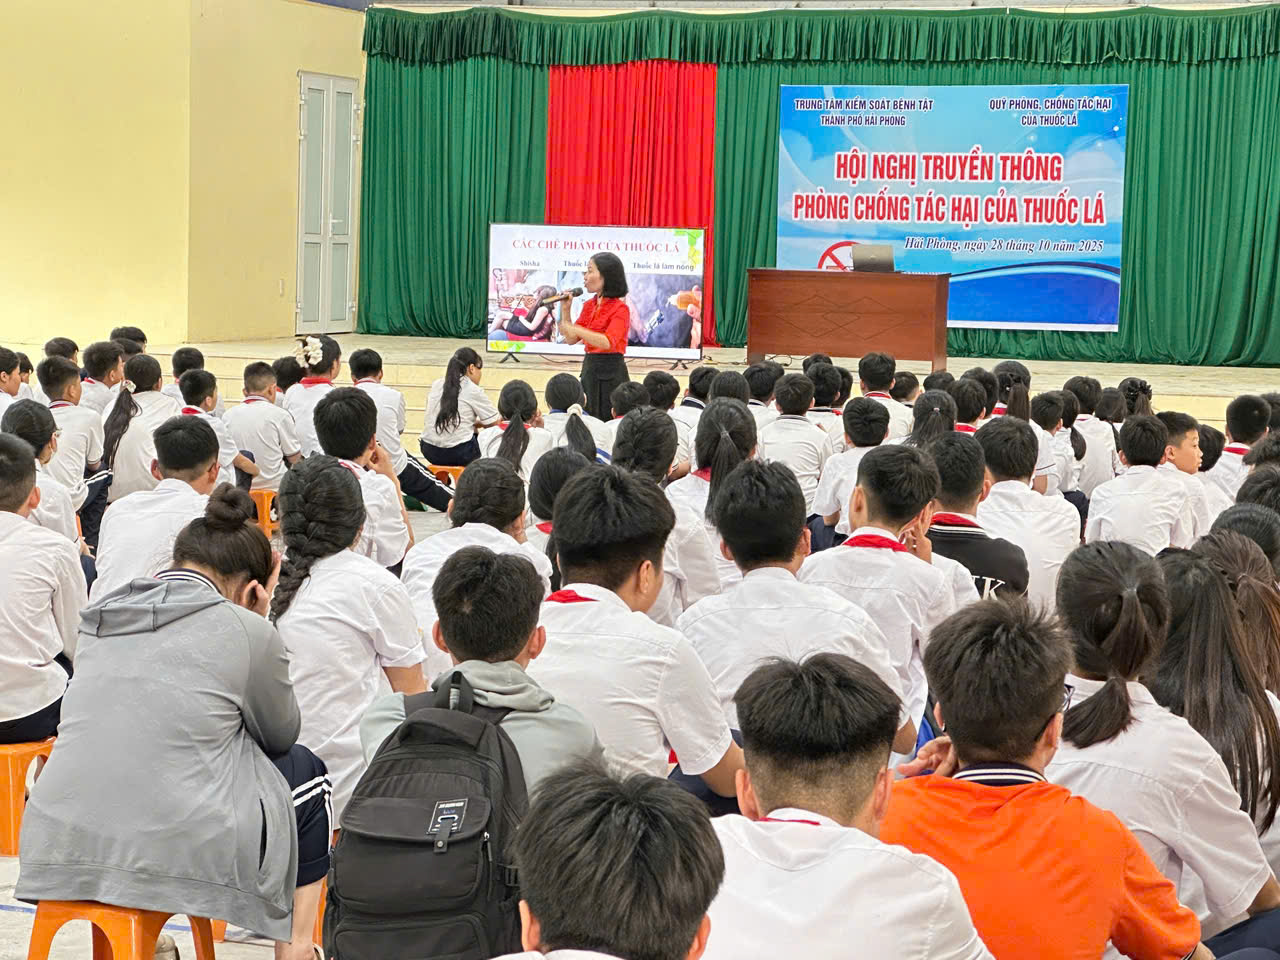 TRUNG TÂM KIỂM SOÁT BỆNH TẬT
THÀNH PHỐ HẢI PHÒNG
QUỸ PHÒNG, CHỐNG TÁC HẠI
CỦA THUỐC LÁ
HỘI NGHỊ TRUYỀN THÔNG
PHÒNG CHỐNG TÁC HẠI CỦA THUỐC LÁ
Hải Phòng, ngày 28 tháng 10 năm 2025
CÁC CHẾ PHẨM CỦA THUỐC LÁ
Shisha
Thuốc
Thuốc lá làm nóng
K